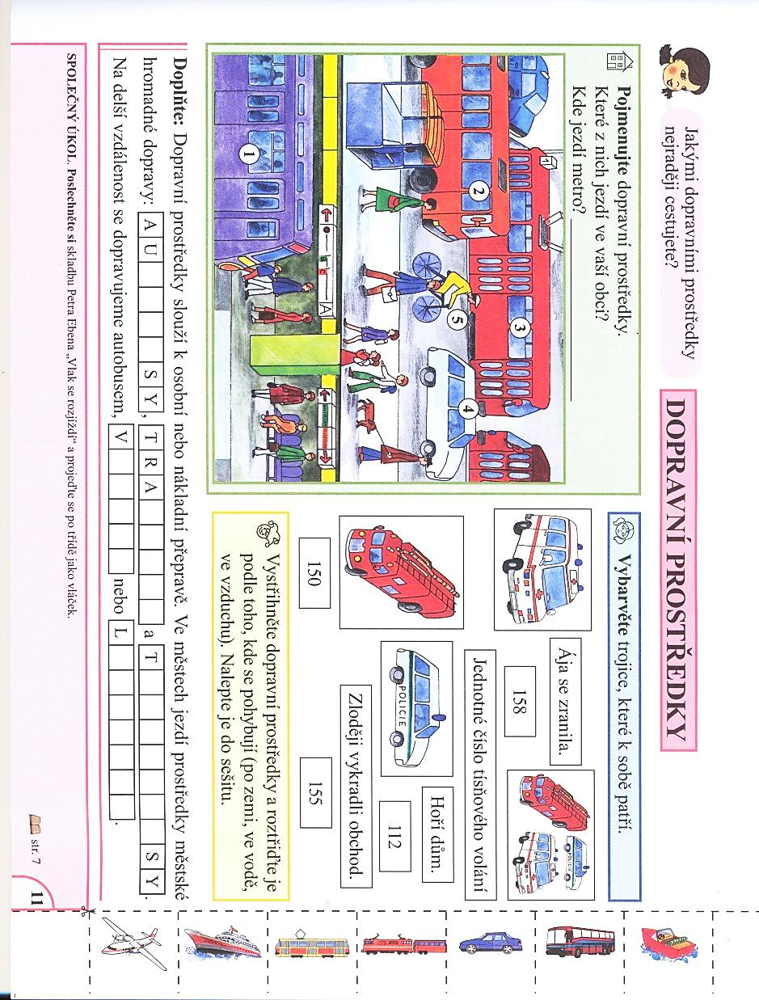 Jakými dopravními prostředky
nejraději cestujete?
DOPRAVNÍ PROSTŘEDKY
Pojmenujte dopravní prostředky.
Které z nich jezdí ve vaší obci?
Kde jezdí metro?
1
2
3
4
5
A
Vybarvěte trojice, které k sobě patří.
Ája se zranila.
158
Jednotné číslo tísňového volání
POLICIE
POLICIE
Hoří dům.
112
150
Zloději vykradli obchod.
155
Vystřihněte dopravní prostředky a roztřiďte je
podle toho, kde se pohybují (po zemi, ve vodě,
ve vzduchu). Nalepte je do sešitu.
Doplňte: Dopravní prostředky slouží k osobní nebo nákladní přepravě. Ve městech jezdí prostředky městské
hromadné dopravy: A U S Y , T R A a T S Y .
Na delší vzdálenost se dopravujeme autobusem, V nebo L .
SPOLEČNÝ ÚKOL. Poslechněte si skladbu Petra Ebena „Vlak se rozjíždí“ a projeďte se po třídě jako vláček.
str. 7
11